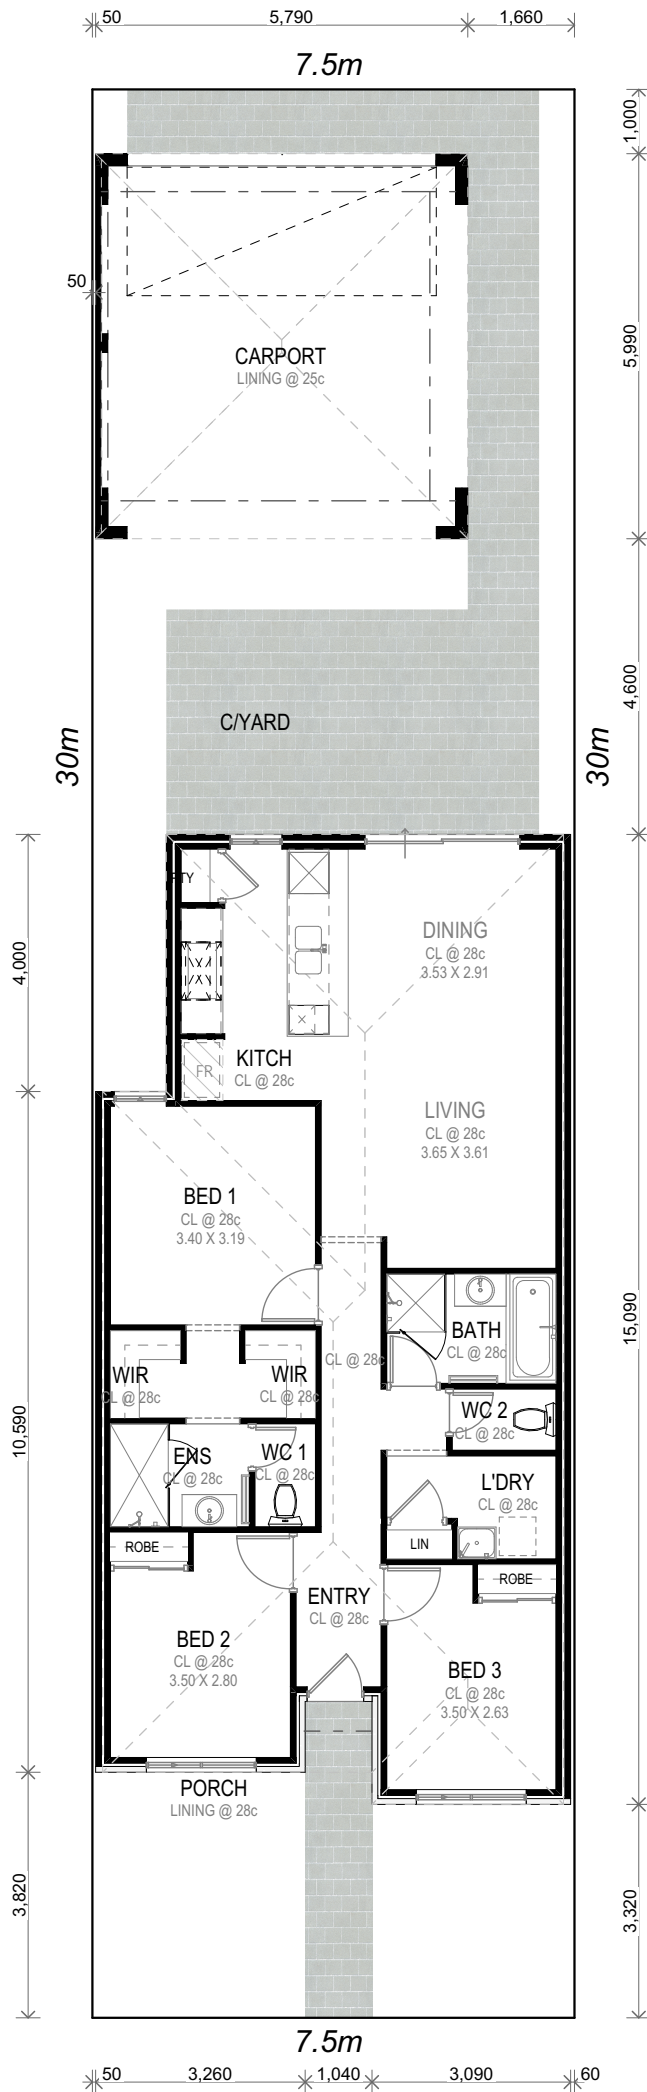 50
5,790
1,660
7.5m
1,000
50
CARPORT
LINING @ 25c
5,990
4,600
C/YARD
30m
30m
PTY
DINING
CL @ 28c
3.53 X 2.91
4,000
KITCH
CL @ 28c
FR
LIVING
CL @ 28c
3.65 X 3.61
BED 1
CL @ 28c
3.40 X 3.19
15,090
BATH
CL @ 28c
CL @ 28c
WIR
CL @ 28c
WIR
CL @ 28c
10,590
WC 2
CL @ 28c
ENS
CL @ 28c
WC 1
CL @ 28c
L'DRY
CL @ 28c
LIN
ROBE
ROBE
ENTRY
CL @ 28c
BED 2
CL @ 28c
3.50 X 2.80
BED 3
CL @ 28c
3.50 X 2.63
PORCH
LINING @ 28c
3,820
3,320
7.5m
50
3,260
1,040
3,090
60